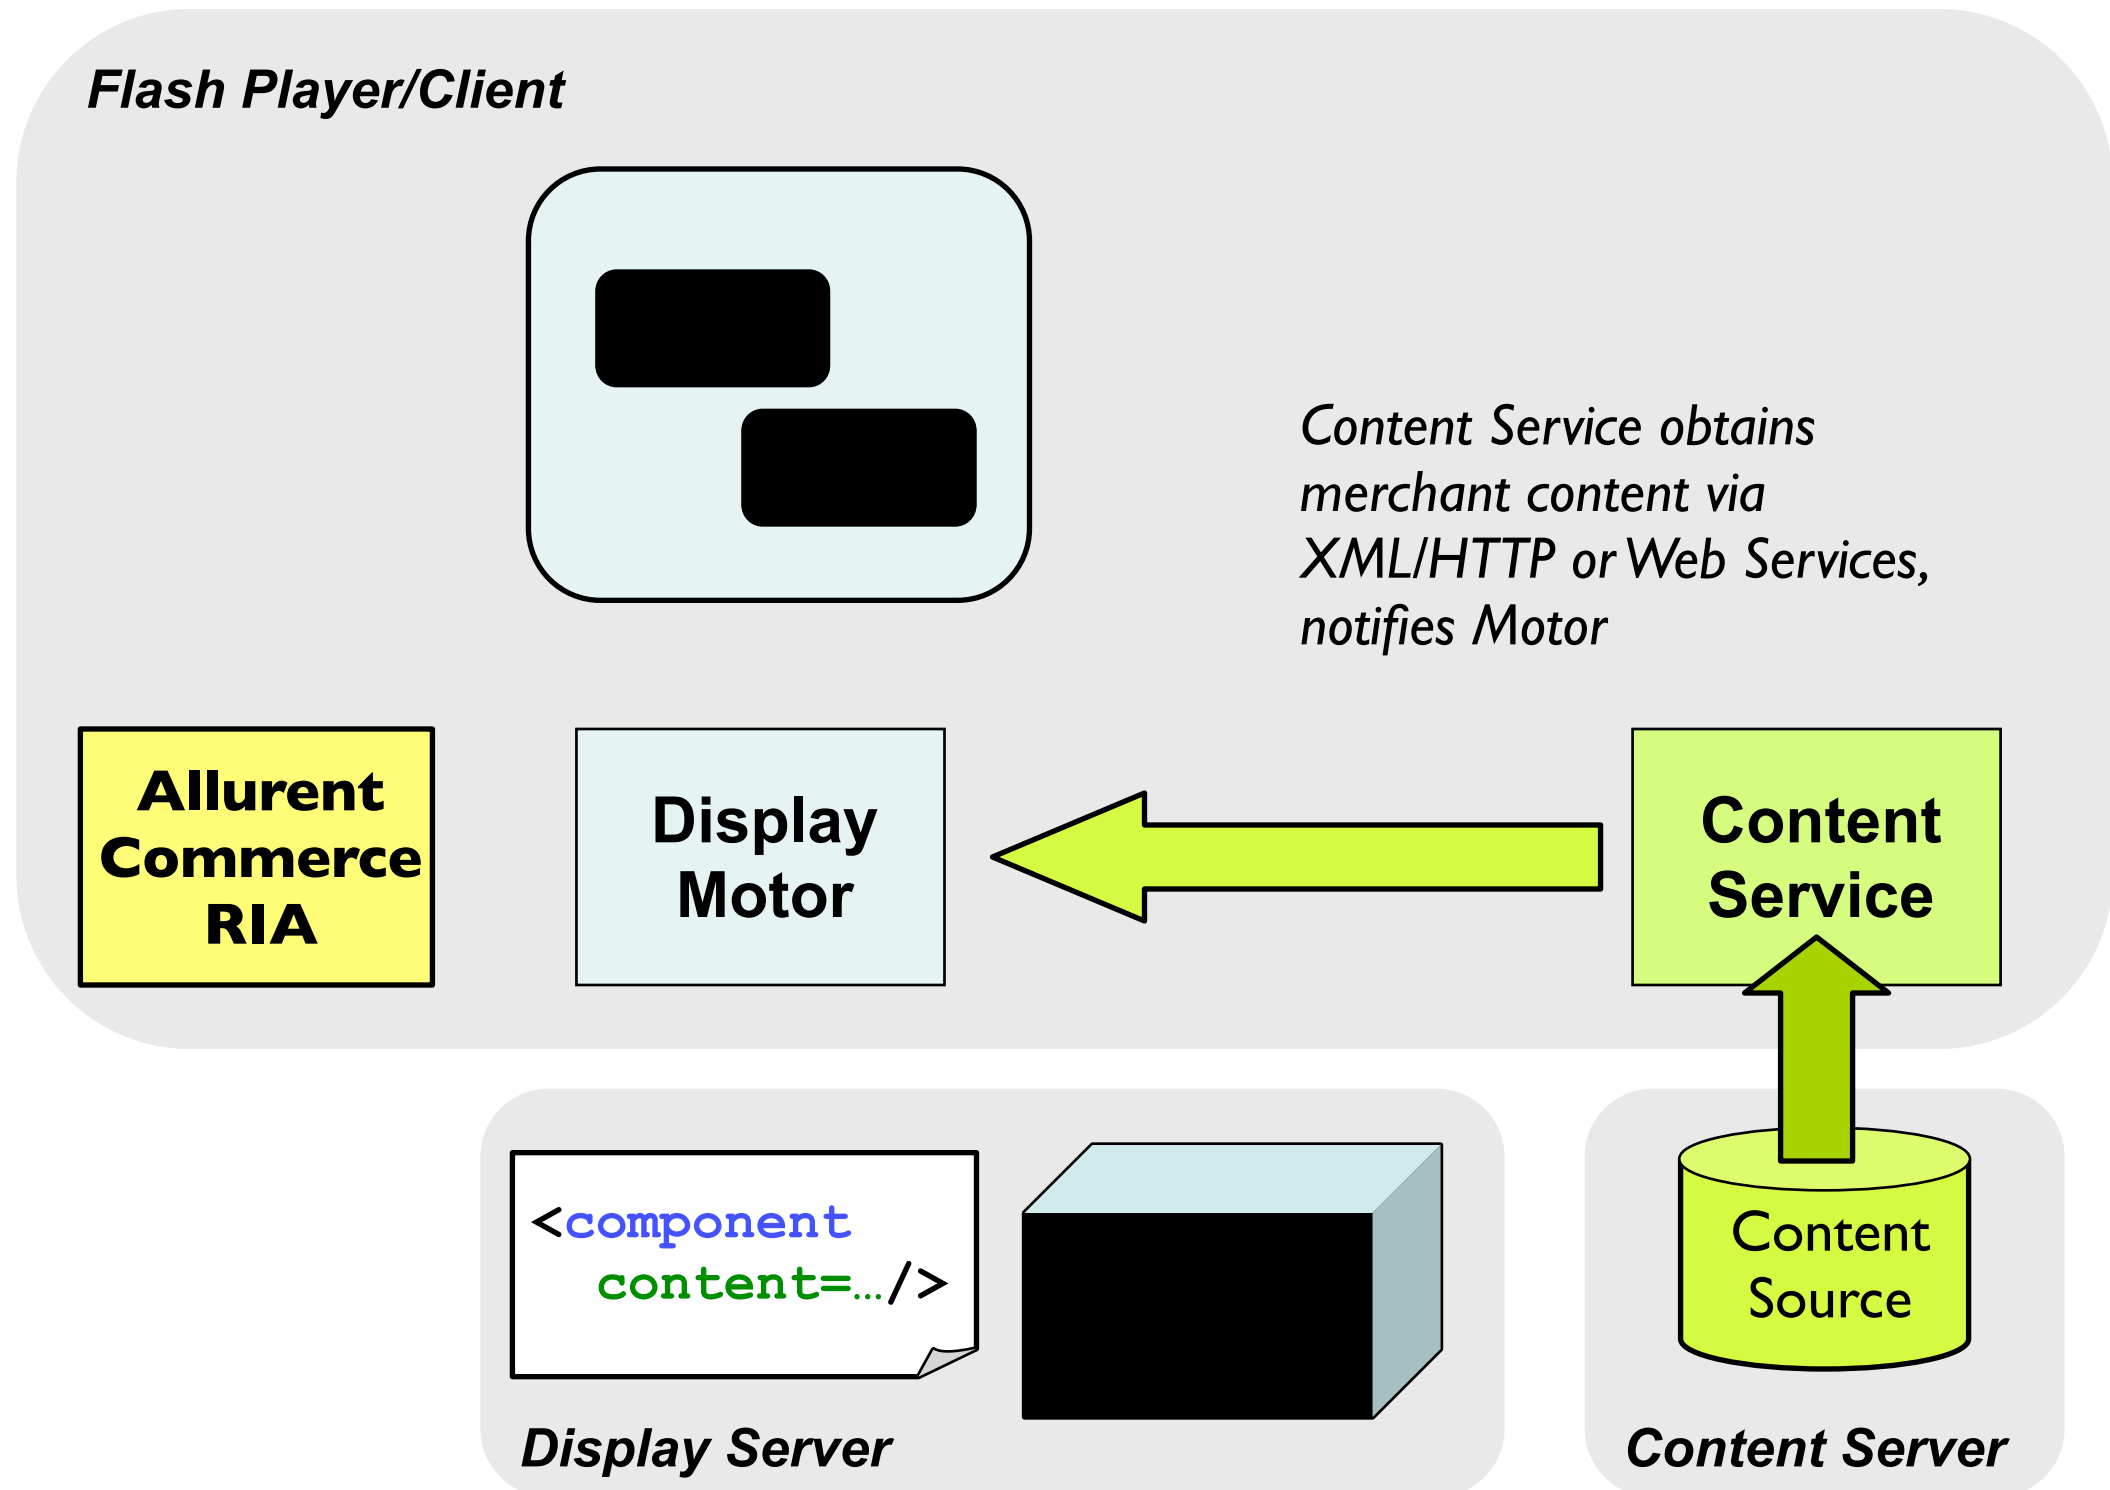 Flash Player/Client
Content Service obtains
merchant content via
XML/HTTP or Web Services,
notifies Motor
Allurent
Commerce
RIA
Display
Motor
Content
Service
<component
content=.../>
Content
Source
Display Server
Content Server